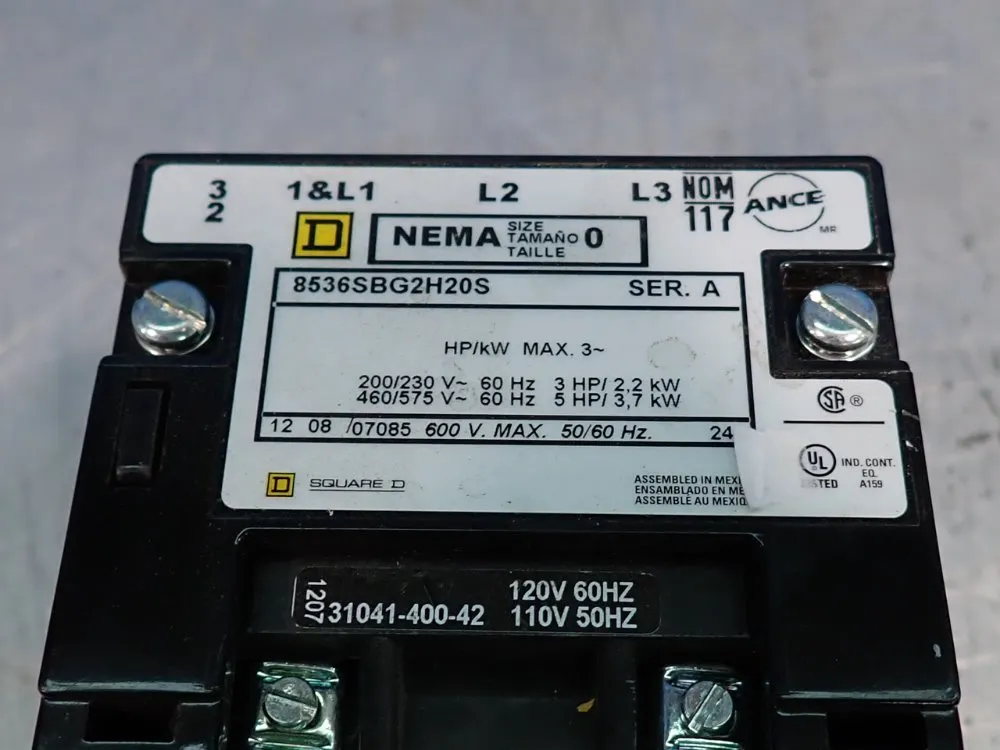 3 1&L1 L2 L3 NOM ANCE
2 117 MR
D NEMA SIZE TAMAÑO TAILLE 0
8536SBG2H20S SER. A
HP/kW MAX. 3~
200/230 V~ 60 Hz 3 HP/ 2,2 kW
460/575 V~ 60 Hz 5 HP/ 3,7 kW
12 08 /07085 600 V. MAX. 50/60 Hz. 24
SA ®
UL LISTED IND. CONT. EQ. A159
D SQUARE D
ASSEMBLED IN MEXI
ENSAMBLADO EN MÉ
ASSEMBLÉ AU MEXIQ
1207
120V 60HZ
31041-400-42 110V 50HZ